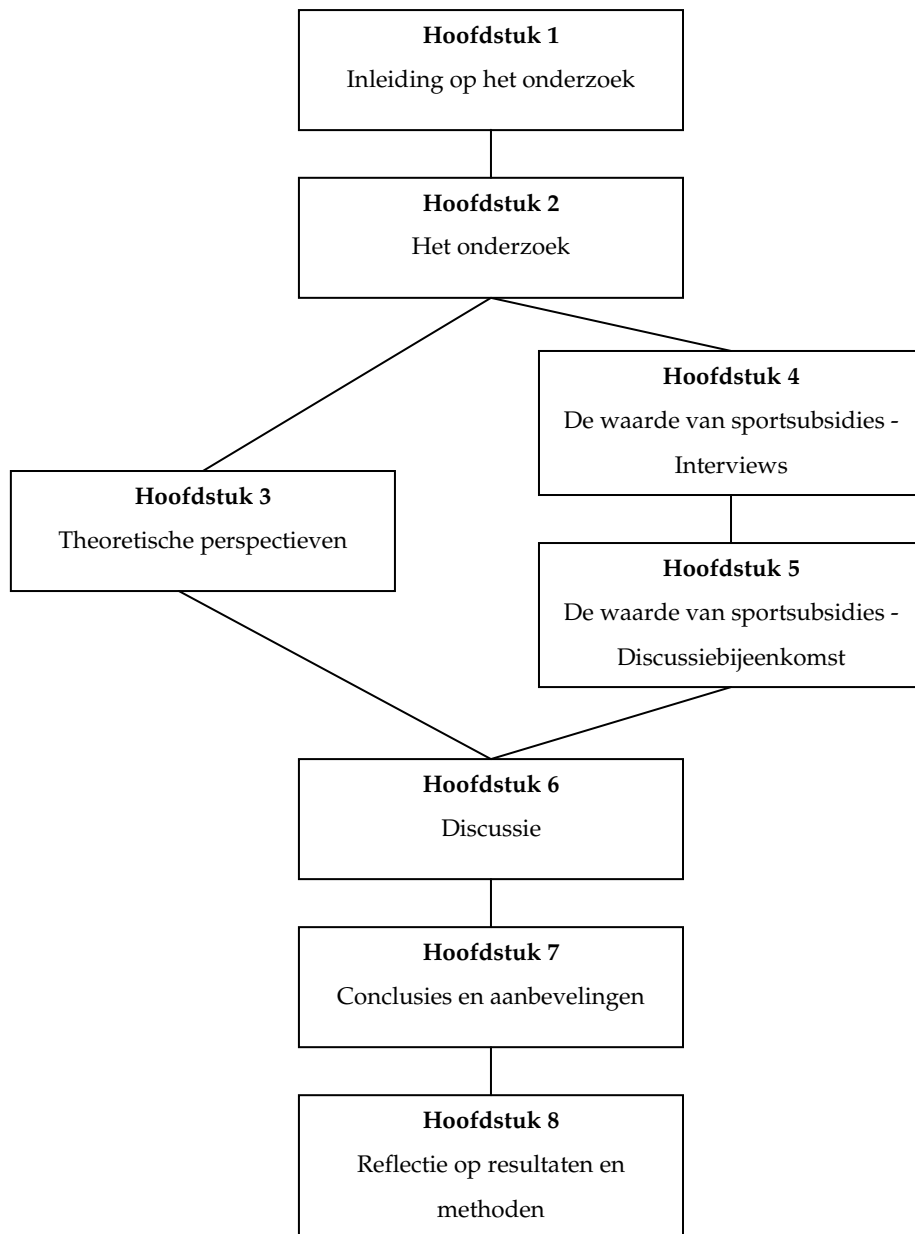 Hoofdstuk 1
Inleiding op het onderzoek
Hoofdstuk 2
Het onderzoek
Hoofdstuk 3
Theoretische perspectieven
Hoofdstuk 4
De waarde van sportsubsidies -
Interviews
Hoofdstuk 5
De waarde van sportsubsidies -
Discussiebijeenkomst
Hoofdstuk 6
Discussie
Hoofdstuk 7
Conclusies en aanbevelingen
Hoofdstuk 8
Reflectie op resultaten en
methoden